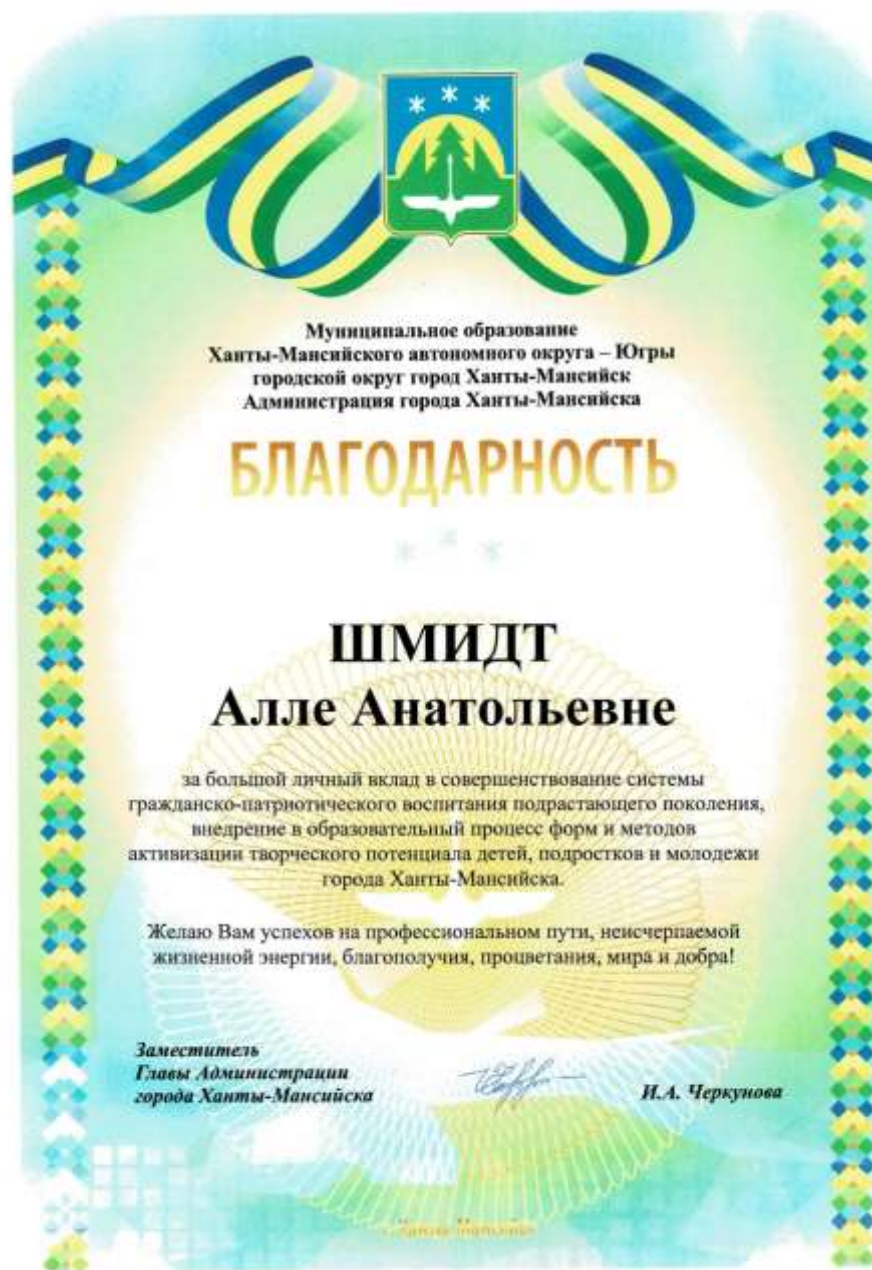 Муниципальное образование
Ханты-Мансийского автономного округа – Югры
городской округ город Ханты-Мансийск
Администрация города Ханты-Мансийска
БЛАГОДАРНОСТЬ
ШМИДТ
Алле Анатольевне
за большой личный вклад в совершенствование системы
гражданско-патриотического воспитания подрастающего поколения,
внедрение в образовательный процесс форм и методов
активизации творческого потенциала детей, подростков и молодежи
города Ханты-Мансийска.
Желаю Вам успехов на профессиональном пути, неисчерпаемой
жизненной энергии, благополучия, процветания, мира и добра!
Заместитель
Главы Администрации
города Ханты-Мансийска
И.А. Черкунова